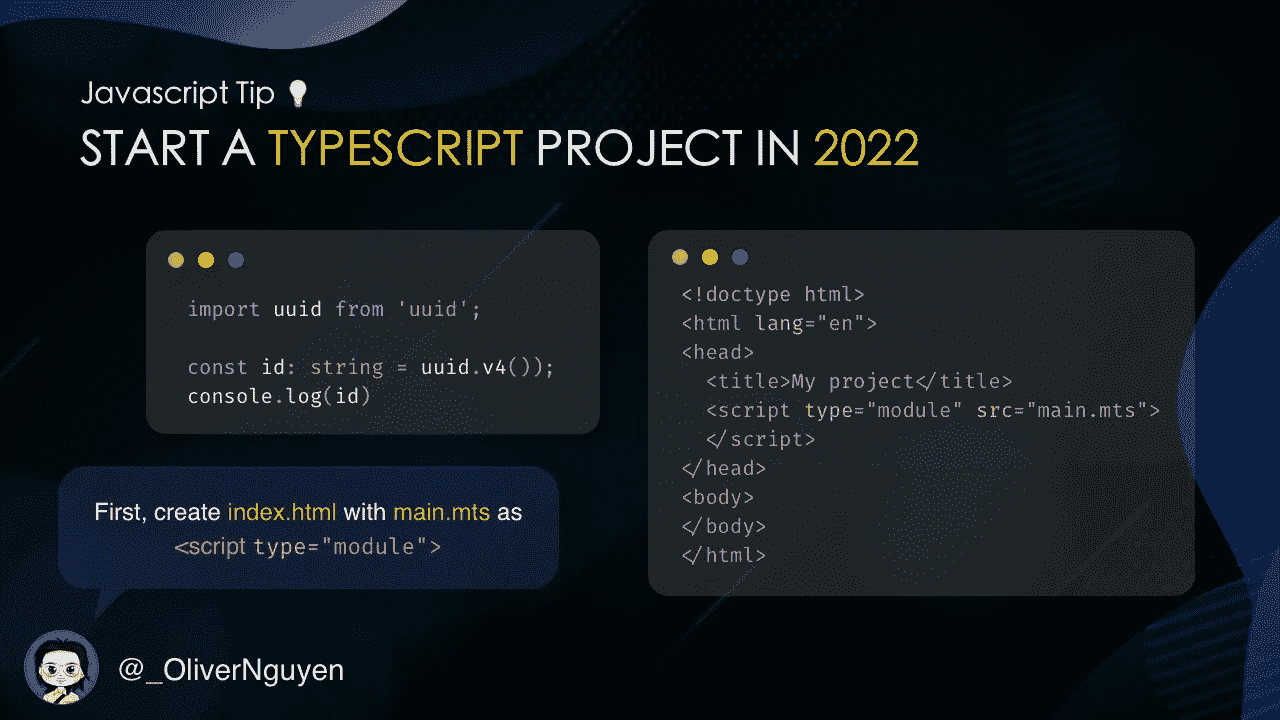 Javascript Tip 💡
START A TYPESCRIPT PROJECT IN 2022
import uuid from 'uuid';
const id: string = uuid.v4());
console.log(id)
<!doctype html>
<html lang="en">
<head>
  <title>My project</title>
  <script type="module" src="main.mts">
  </script>
</head>
<body>
</body>
</html>
First, create index.html with main.mts as
<script type="module">
@_OliverNguyen